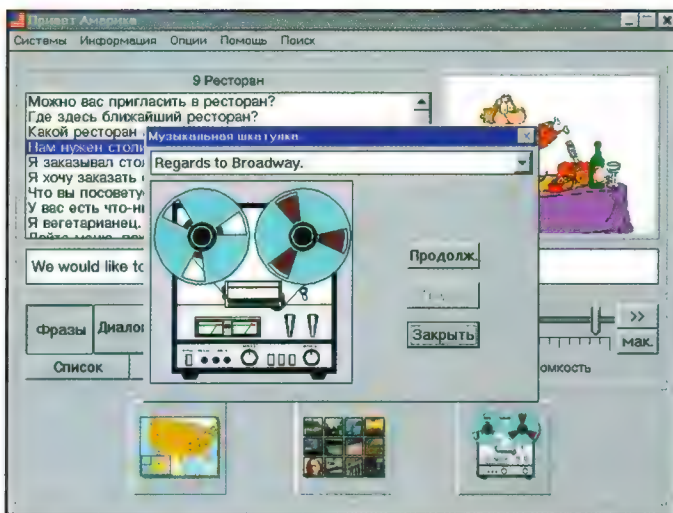 Привет Америка
Системы Информация Опции Помощь Поиск
9 Ресторан
Можно вас пригласить в ресторан?
Где здесь ближайший ресторан?
Какой ресторан
Нам нужен столи
Я заказывал стол
Я хочу заказать
Что вы посовету
У вас есть что-ни
Я вегетарианец.
Музыкальная шкатулка
Regards to Broadway.
We would like to
Продолж.
Закрыть
Фразы Диало
Список
>>
мак.
омкость